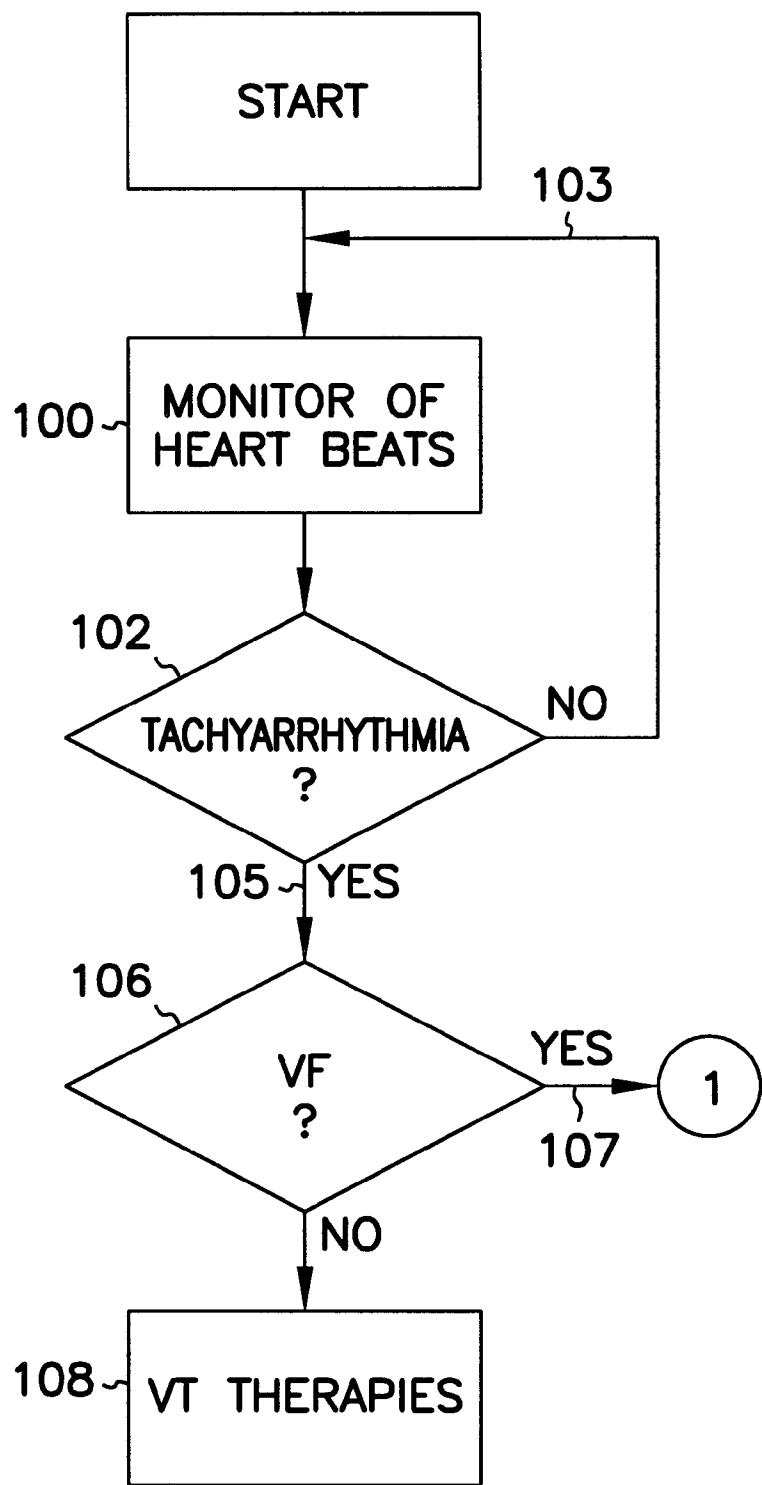 START
103
100
MONITOR OF
HEART BEATS
102
TACHYARRHYTHMIA
?
NO
105
YES
106
VF
?
YES
107
1
NO
108
VT THERAPIES